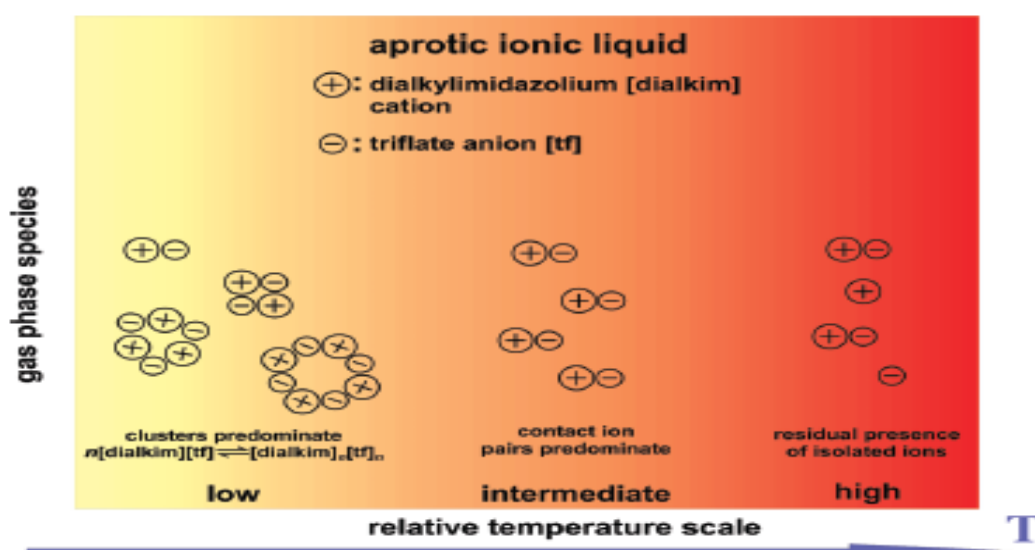 aprotic ionic liquid
+: dialkylimidazolium [dialkim]
cation
−: triflate anion [tf]
gas phase species
clusters predominate
n[dialkim][tf]⇌[dialkim]ₙ[tf]ₙ
contact ion
pairs predominate
residual presence
of isolated ions
low
intermediate
high
relative temperature scale
T